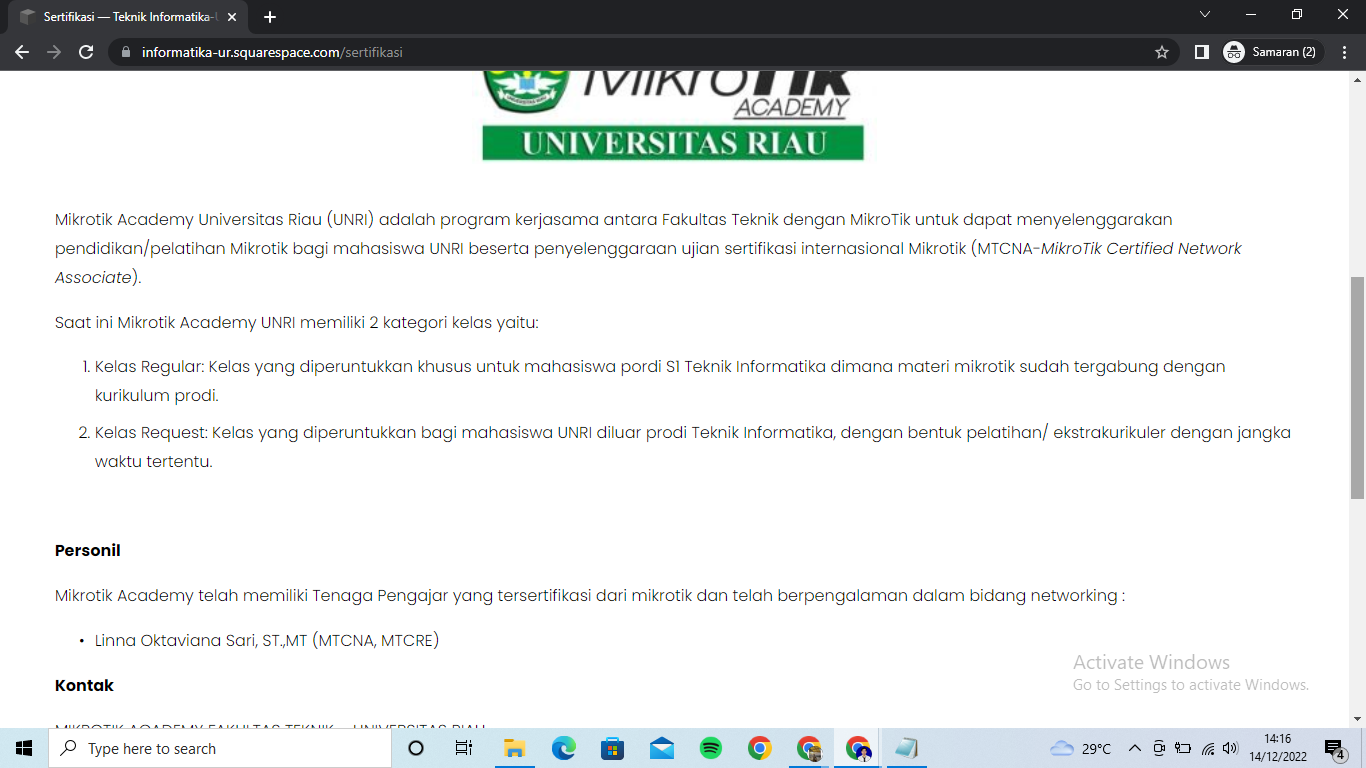 Sertifikasi — Teknik Informatika-U
informatika-ur.squarespace.com/sertifikasi
Samaran (2)
MikroTik
ACADEMY
UNIVERSITAS RIAU
Mikrotik Academy Universitas Riau (UNRI) adalah program kerjasama antara Fakultas Teknik dengan MikroTik untuk dapat menyelenggarakan
pendidikan/pelatihan Mikrotik bagi mahasiswa UNRI beserta penyelenggaraan ujian sertifikasi internasional Mikrotik (MTCNA-MikroTik Certified Network
Associate).
Saat ini Mikrotik Academy UNRI memiliki 2 kategori kelas yaitu:
1. Kelas Regular: Kelas yang diperuntukkan khusus untuk mahasiswa pordi S1 Teknik Informatika dimana materi mikrotik sudah tergabung dengan
kurikulum prodi.
2. Kelas Request: Kelas yang diperuntukkan bagi mahasiswa UNRI diluar prodi Teknik Informatika, dengan bentuk pelatihan/ ekstrakurikuler dengan jangka
waktu tertentu.
Personil
Mikrotik Academy telah memiliki Tenaga Pengajar yang tersertifikasi dari mikrotik dan telah berpengalaman dalam bidang networking :
• Linna Oktaviana Sari, ST.,MT (MTCNA, MTCRE)
Activate Windows
Go to Settings to activate Windows.
Kontak
MIKROTIK ACADEMY FAKULTAS TEKNIK – UNIVERSITAS RIAU
Type here to search
29°C
14:16
14/12/2022
4